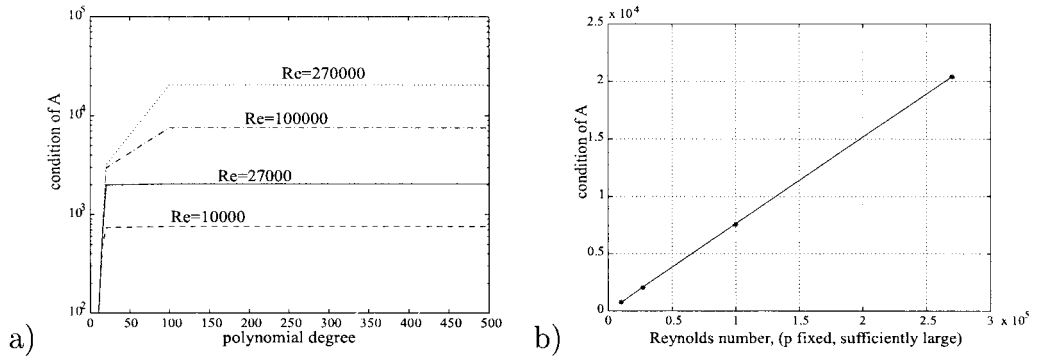 a)
condition of A
10^5
10^4
10^3
10^2
Re=270000
Re=100000
Re=27000
Re=10000
0 50 100 150 200 250 300 350 400 450 500
polynomial degree
b)
condition of A
x 10^4
2.5
2
1.5
1
0.5
0
0 0.5 1 1.5 2 2.5 3
x 10^5
Reynolds number, (p fixed, sufficiently large)